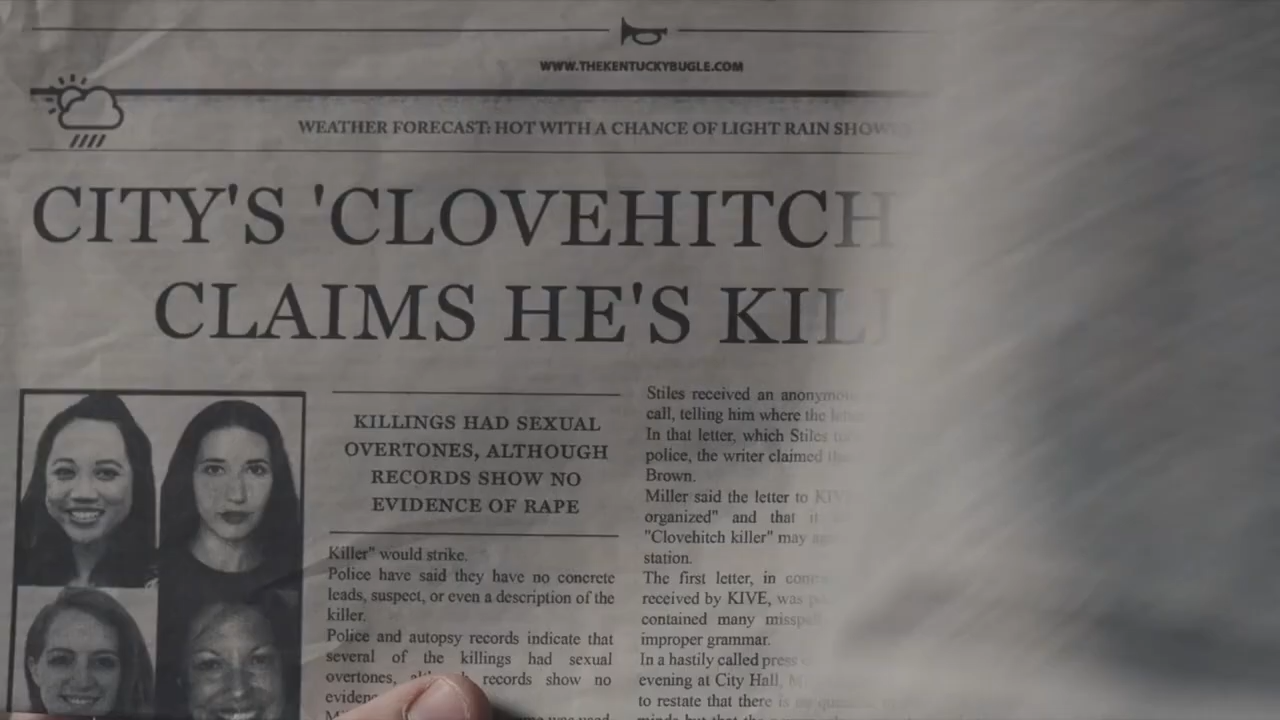 WWW.THEKENTUCKYBUGLE.COM
WEATHER FORECAST: HOT WITH A CHANCE OF LIGHT RAIN
CITY'S 'CLOVEHITCH
CLAIMS HE'S
KILLINGS HAD SEXUAL
OVERTONES, ALTHOUGH
RECORDS SHOW NO
EVIDENCE OF RAPE
Killer" would strike.
Police have said they have no concrete
leads, suspect, or even a description of the
killer.
Police and autopsy records indicate that
several of the killings had sexual
overtones, records show no
Stiles received an
call, telling him where the
In that letter, which Stiles
police, the writer claimed
Brown.
Miller said the letter to
organized" and that it
"Clovehitch killer" may
station.
The first letter, in
received by KIVE, was
contained many
improper grammar.
In a hastily called press
evening at City Hall,
to restate that there is